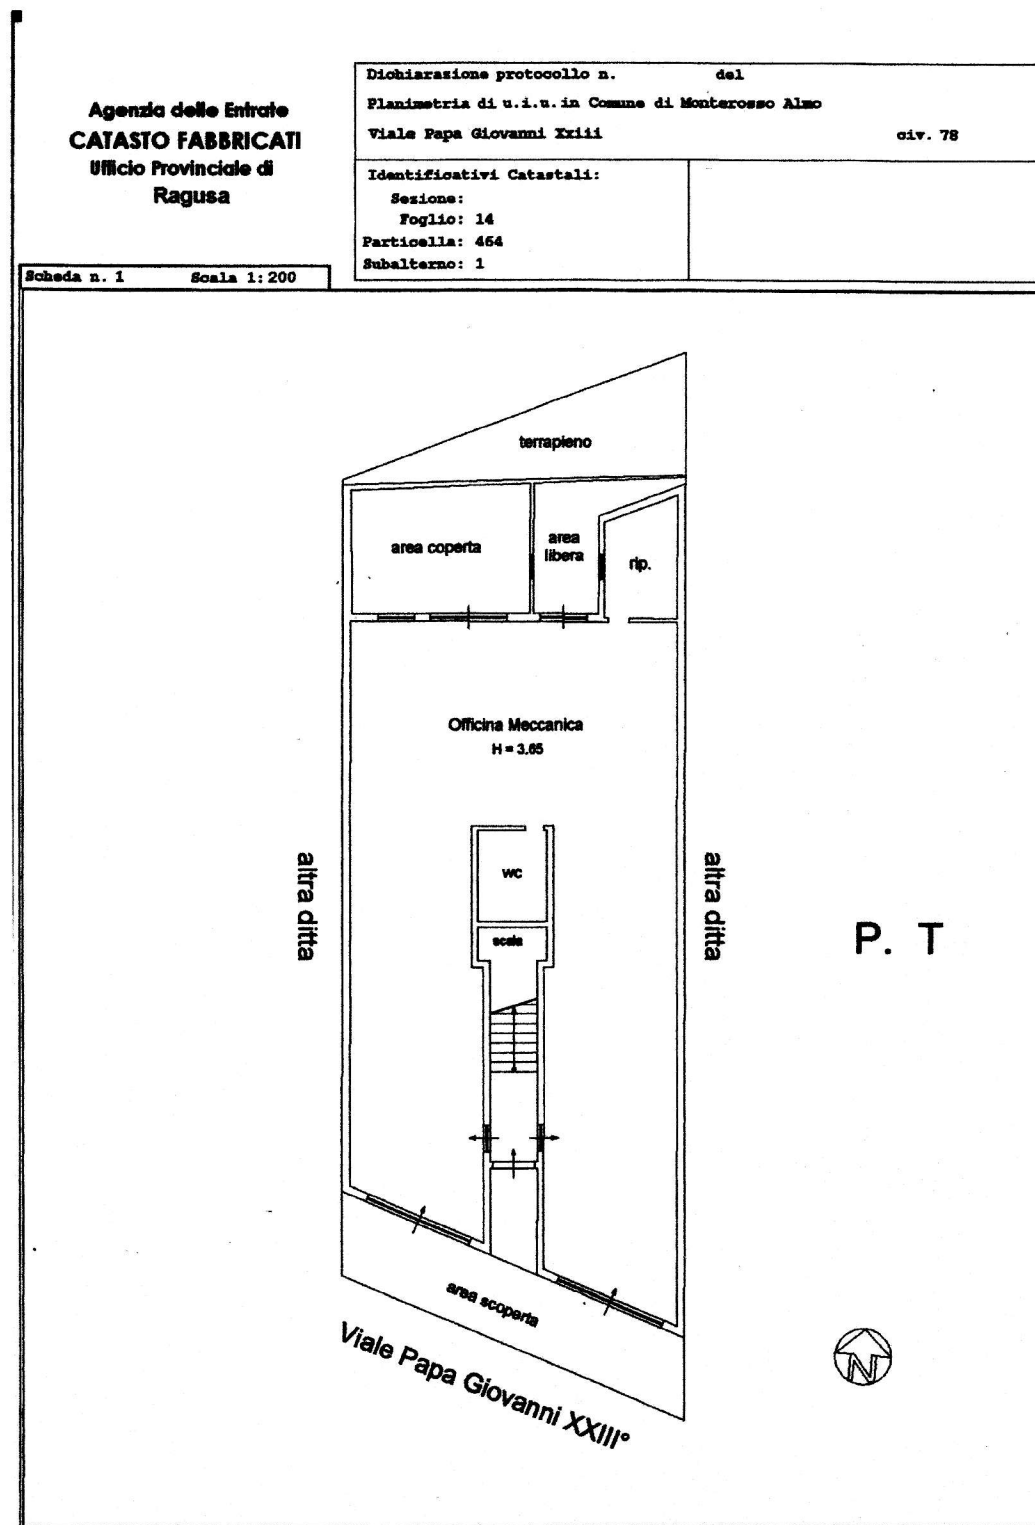 Agenzia delle Entrate
CATASTO FABBRICATI
Ufficio Provinciale di
Ragusa
Dichiarazione protocollo n. del
Planimetria di u.i.u. in Comune di Monterosso Almo
Viale Papa Giovanni Xxiii civ. 78
Identificativi Catastali:
Sezione:
Foglio: 14
Particella: 464
Subalterno: 1
Scheda n. 1 Scala 1:200
terrapieno
area coperta
area
libera
rip.
Officina Meccanica
H = 3.65
wc
scala
altra ditta
altra ditta
P. T
area scoperta
Viale Papa Giovanni XXIII°
N